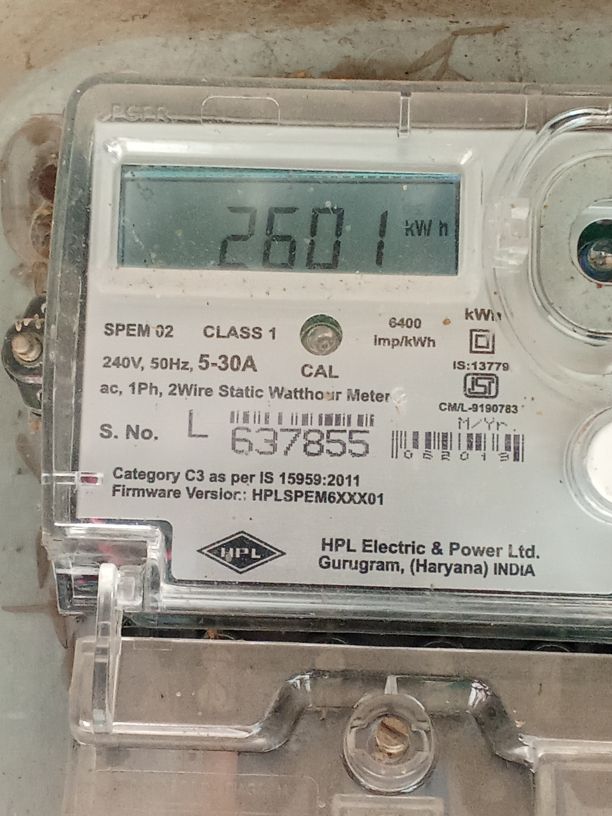 2601 kWh
SPEM 02 CLASS 1 6400 imp/kWh kWh
240V, 50Hz, 5-30A CAL IS:13779
ac, 1Ph, 2Wire Static Watthour Meter
CM/L-9190783
M/Yr.
S. No. L 637855
052019
Category C3 as per IS 15959:2011
Firmware Version: HPLSPEM6XXX01
HPL
HPL Electric & Power Ltd.
Gurugram, (Haryana) INDIA